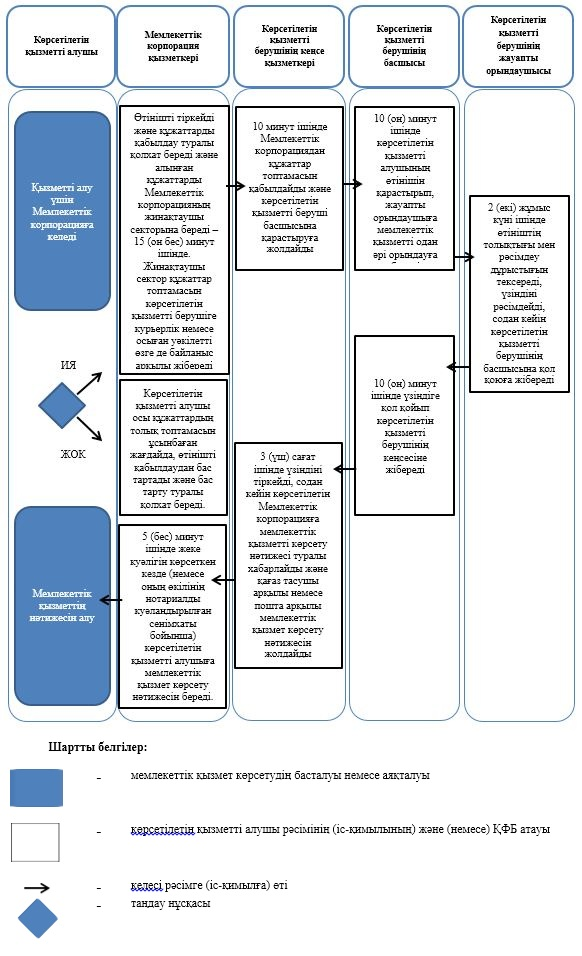 Көрсетілетін
қызметті алушы
Мемлекеттік
корпорация
қызметкері
Көрсетілетін
қызметті
берушінің кеңсе
қызметкері
Көрсетілетін
қызметті
берушінің
басшысы
Көрсетілетін
қызметті
берушінің
жауапты
орындаушысы
Қызметті алу
үшін
Мемлекеттік
корпорацияға
келеді
Өтінішті тіркейді
және құжаттарды
қабылдау туралы
қолхат береді және
алынған
құжаттарды
Мемлекеттік
корпорацияның
жинақтаушы
секторына береді –
15 (он бес) минут
ішінде.
Жинақтаушы
сектор құжаттар
топтамасын
көрсетілетін
қызметті берушіге
курьерлік немесе
осыған уәкілетті
өзге де байланыс
арқылы жібереді
10 минут ішінде
Мемлекеттік
корпорациядан
құжаттар
топтамасын
қабылдайды және
көрсетілетін
қызметті беруші
басшысына
қарастыруға
жолдайды
10 (он) минут
ішінде
көрсетілетін
қызметті
алушының
өтінішін
қарастырып,
жауапты
орындаушыға
мемлекеттік
қызметті одан
әрі орындауға
2 (екі) жұмыс
күні ішінде
өтініштің
толықтығы мен
рәсімдеу
дұрыстығын
тексереді,
үзіндіні
рәсімдейді,
содан кейін
көрсетілетін
қызметті
берушінің
басшысына қол
қоюға жібереді
ИЯ
ЖОК
Көрсетілетін
қызметті алушы
осы құжаттардың
толық топтамасын
ұсынбаған
жағдайда, өтінішті
қабылдаудан бас
тартады және бас
тарту туралы
қолхат береді.
10 (он) минут
ішінде үзіндіге
қол қойып
көрсетілетін
қызметті
берушінің
кеңсесіне
жібереді
3 (үш) сағат
ішінде үзіндіні
тіркейді, содан
кейін көрсетілетін
Мемлекеттік
корпорацияға
мемлекеттік
қызметті көрсету
нәтижесі туралы
хабарлайды және
қағаз тасушы
арқылы немесе
пошта арқылы
мемлекеттік
қызмет көрсету
нәтижесін
жолдайды
5 (бес) минут
ішінде жеке
куәлігін көрсеткен
кезде (немесе
оның өкілінің
нотариалды
куәландырылған
сенімхаты
бойынша)
көрсетілетін
қызметті алушыға
мемлекеттік
қызмет көрсету
нәтижесін береді.
Мемлекеттік
қызметтің
нәтижесін алу
Шартты белгілер:
– мемлекеттік қызмет көрсетудің басталуы немесе аяқталуы
– көрсетілетін қызметті алушы рәсімінің (іс-қимылының) және (немесе) ҚФБ атауы
– келесі рәсімге (іс-қимылға) өті
– таңдау нұсқасы